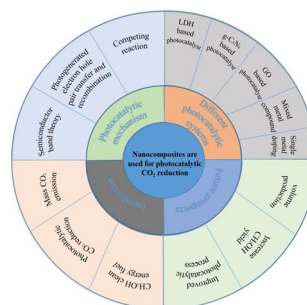 Nanocomposites are
used for photocatalytic
CO₂ reduction
Photocatalytic mechanism
Different
photocatalytic
systems
Future prospects
Introduction
Semiconductor band theory
Photogenerated electron hole
pair transfer and
recombination
Competing
reaction
LDH
based
photocatalyst
g-C₃N₄
based
photocatalyst
GO
based
photocatalyst
Mixed
metal
compound
Single
metal
doping
volume
production
Increase
CH₃OH
yield
Improved
photocatalytic
process
CH₃OH clean
energy fuel
Photocatalytic
CO₂ reduction
Mass CO₂
emission